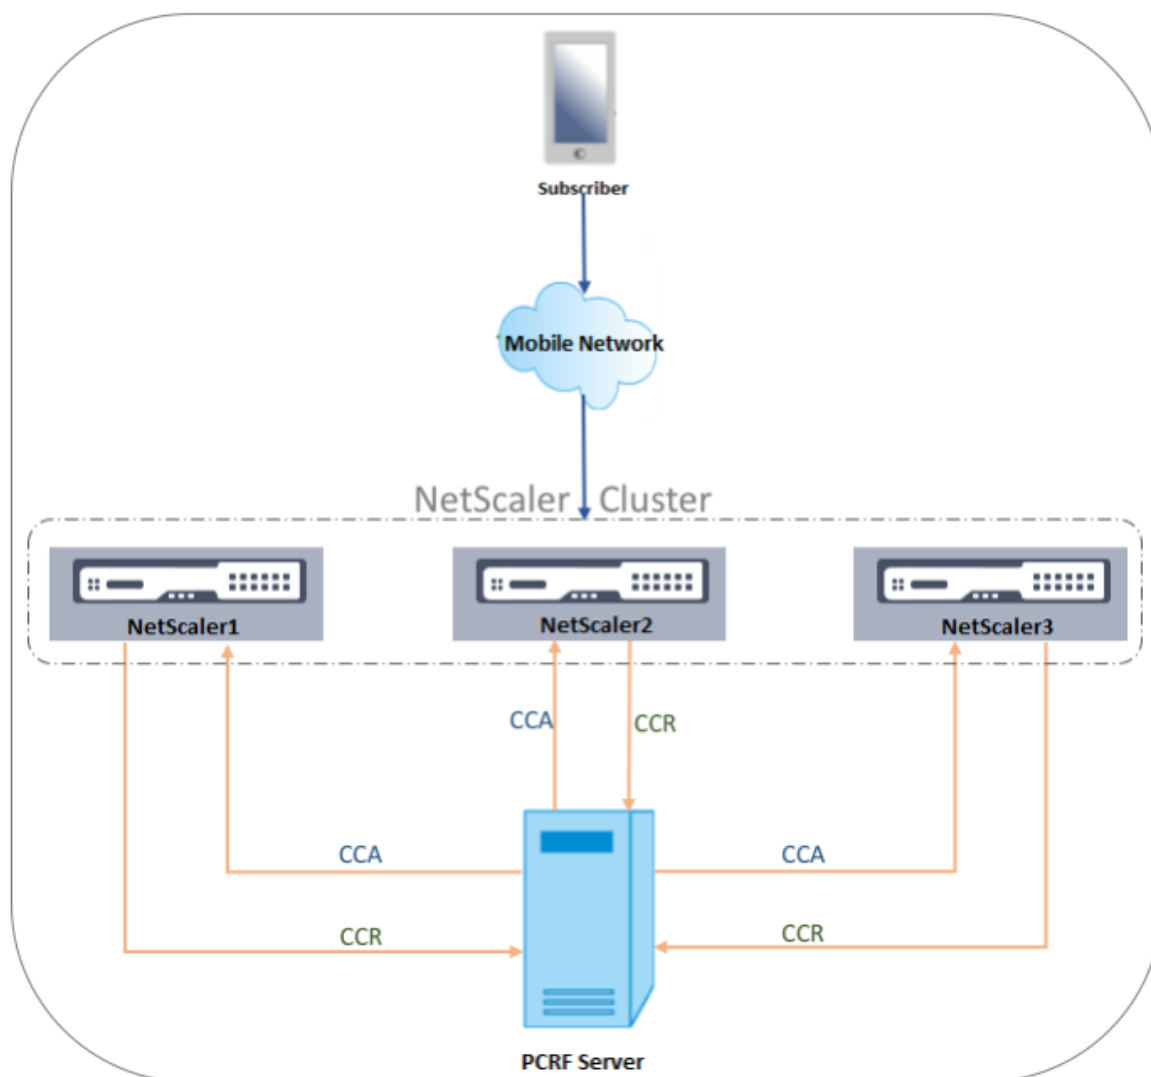 Subscriber
Mobile Network
NetScaler Cluster
NetScaler1
NetScaler2
NetScaler3
CCA
CCR
CCA
CCA
CCR
CCR
PCRF Server